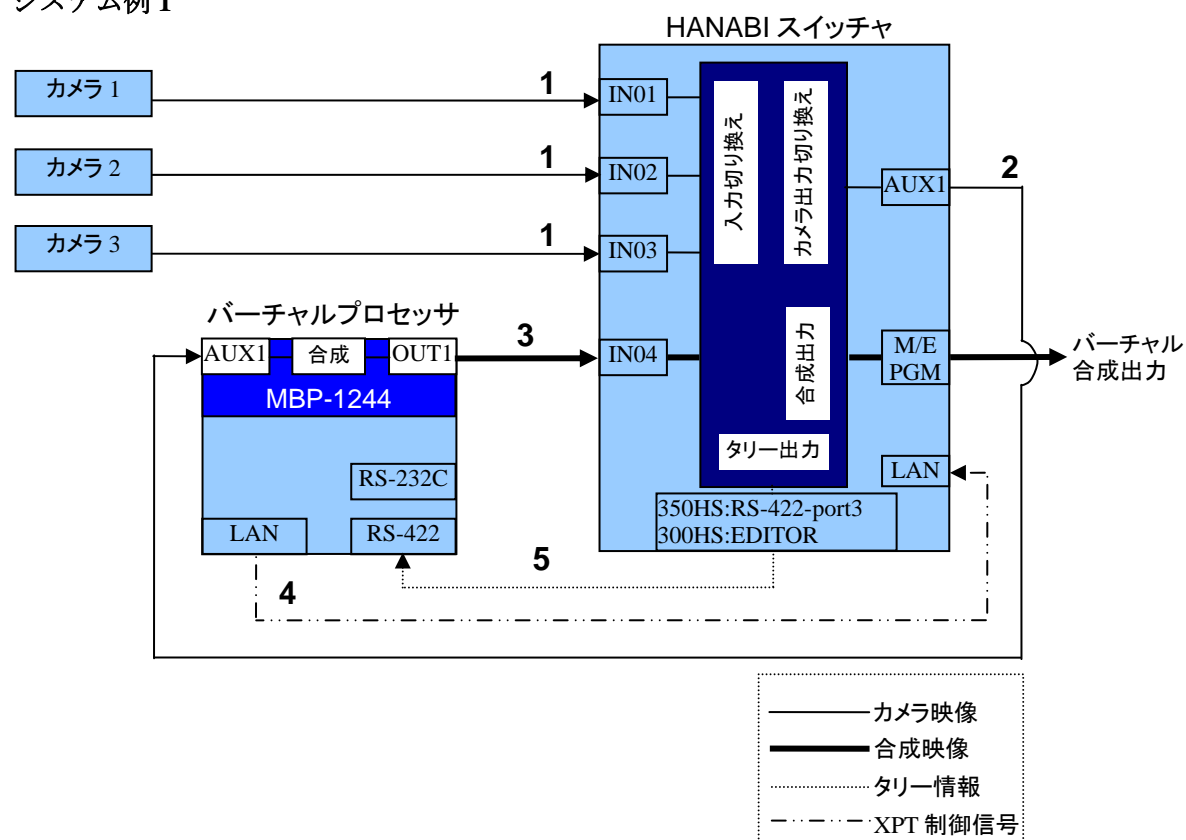 システム例 1
HANABI スイッチャ
カメラ 1
1
IN01
カメラ 2
1
IN02
カメラ 3
1
IN03
入力切り換え
カメラ出力切り換え
AUX1
2
バーチャルプロセッサ
AUX1
合成
OUT1
3
IN04
合成出力
M/E
PGM
バーチャル
合成出力
MBP-1244
タリー出力
RS-232C
LAN
LAN
RS-422
350HS:RS-422-port3
300HS:EDITOR
5
4
カメラ映像
合成映像
タリー情報
XPT 制御信号